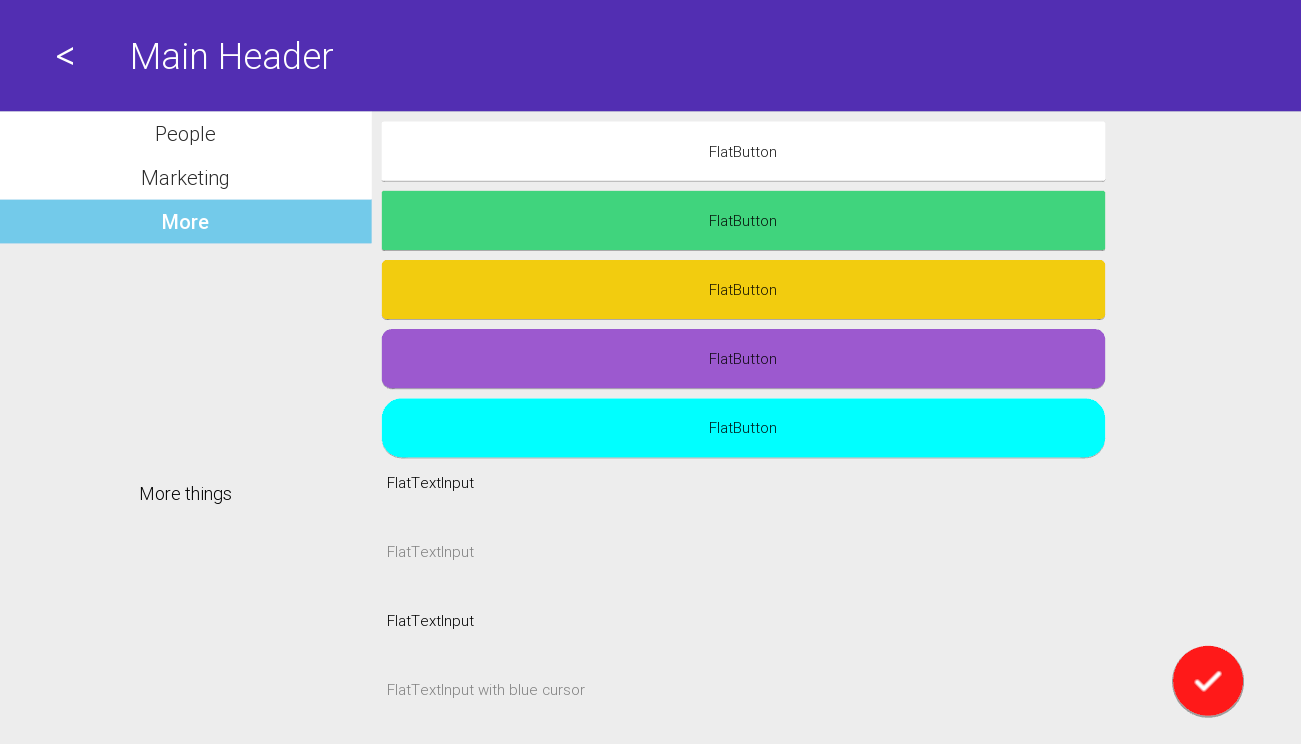 < Main Header
People
Marketing
More
More things
FlatButton
FlatButton
FlatButton
FlatButton
FlatButton
FlatTextInput
FlatTextInput
FlatTextInput
FlatTextInput with blue cursor